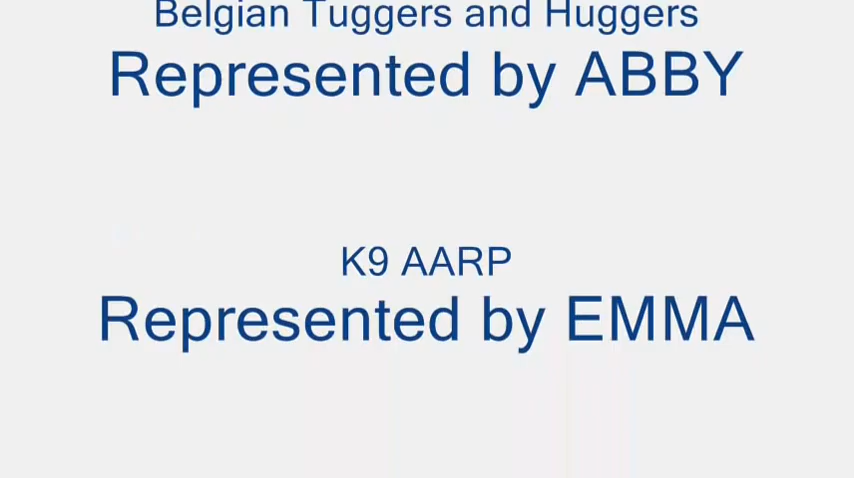 Belgian Tuggers and Huggers
Represented by ABBY
K9 AARP
Represented by EMMA